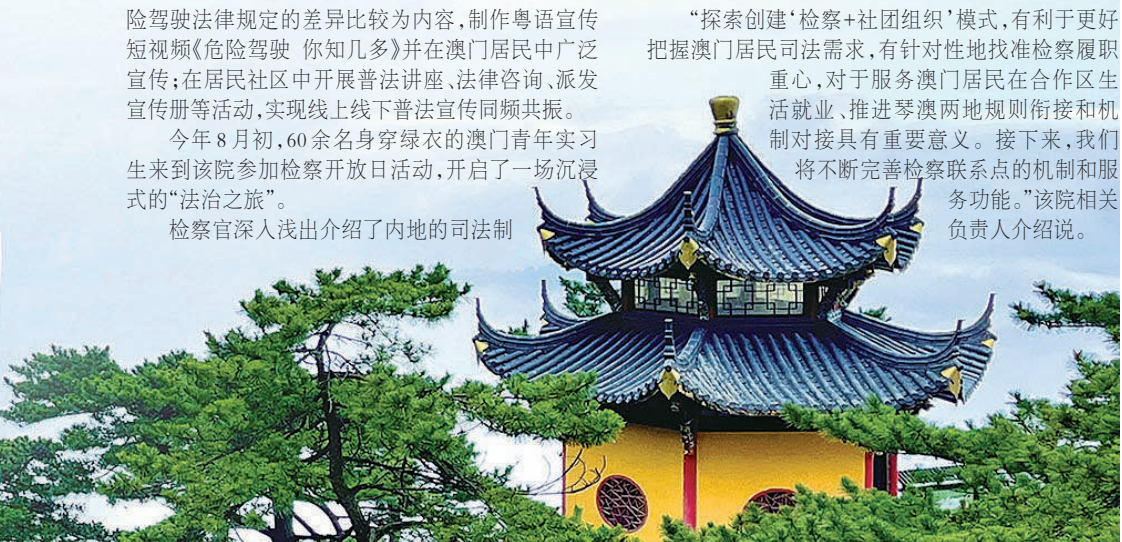 险驾驶法律规定的差异比较为内容,制作粤语宣传
短视频《危险驾驶 你知几多》并在澳门居民中广泛
宣传;在居民社区中开展普法讲座、法律咨询、派发
宣传册等活动,实现线上线下普法宣传同频共振。
今年8月初,60余名身穿绿衣的澳门青年实习
生来到该院参加检察开放日活动,开启了一场沉浸
式的“法治之旅”。
检察官深入浅出介绍了内地的司法制
“探索创建‘检察+社团组织’模式,有利于更好
把握澳门居民司法需求,有针对性地找准检察履职
重心,对于服务澳门居民在合作区生
活就业、推进琴澳两地规则衔接和机
制对接具有重要意义。接下来,我们
将不断完善检察联系点的机制和服
务功能。”该院相关
负责人介绍说。